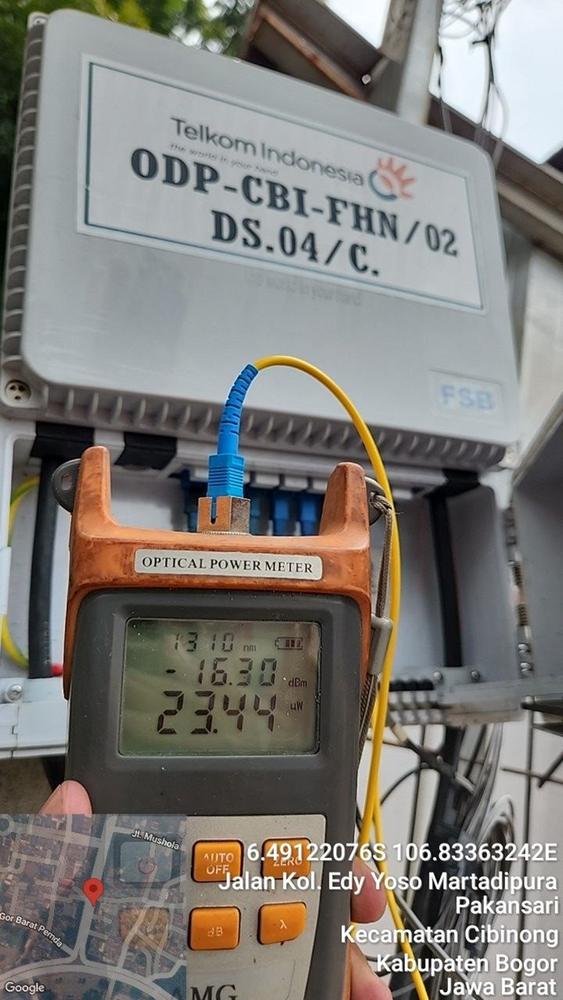 Telkom Indonesia
the world in your hand
ODP-CBI-FHN/02
DS.04/C.
FSB
OPTICAL POWER METER
1310 nm
-16.30 dBm
23.44 uW
AUTO OFF
ZERO
dB
λ
MG
Jl. Mushola
Gor Barat Pemda
Google
6.49122076S 106.83363242E
Jalan Kol. Edy Yoso Martadipura
Pakansari
Kecamatan Cibinong
Kabupaten Bogor
Jawa Barat